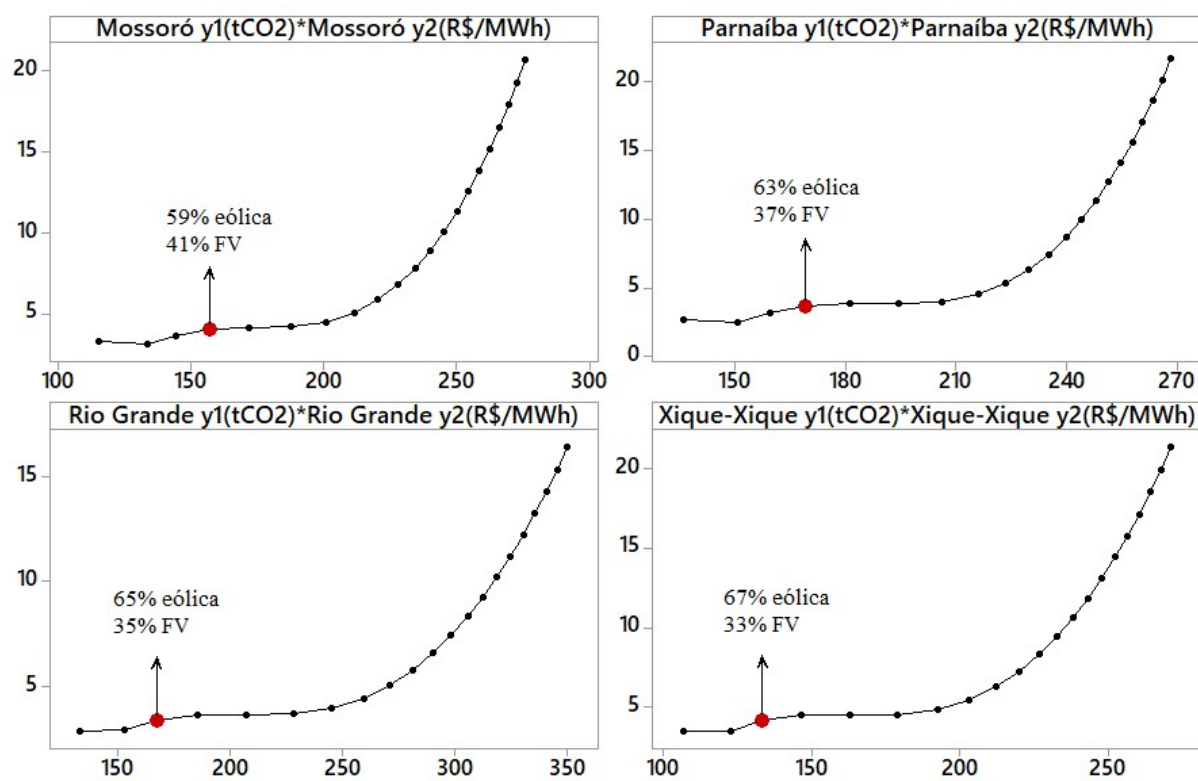 Mossoró y1(tCO2)*Mossoró y2(R$/MWh)
20
15
10
5
59% eólica
41% FV
100 150 200 250 300
Parnaíba y1(tCO2)*Parnaíba y2(R$/MWh)
20
15
10
5
0
63% eólica
37% FV
150 180 210 240 270
Rio Grande y1(tCO2)*Rio Grande y2(R$/MWh)
15
10
5
65% eólica
35% FV
150 200 250 300 350
Xique-Xique y1(tCO2)*Xique-Xique y2(R$/MWh)
20
15
10
5
67% eólica
33% FV
100 150 200 250